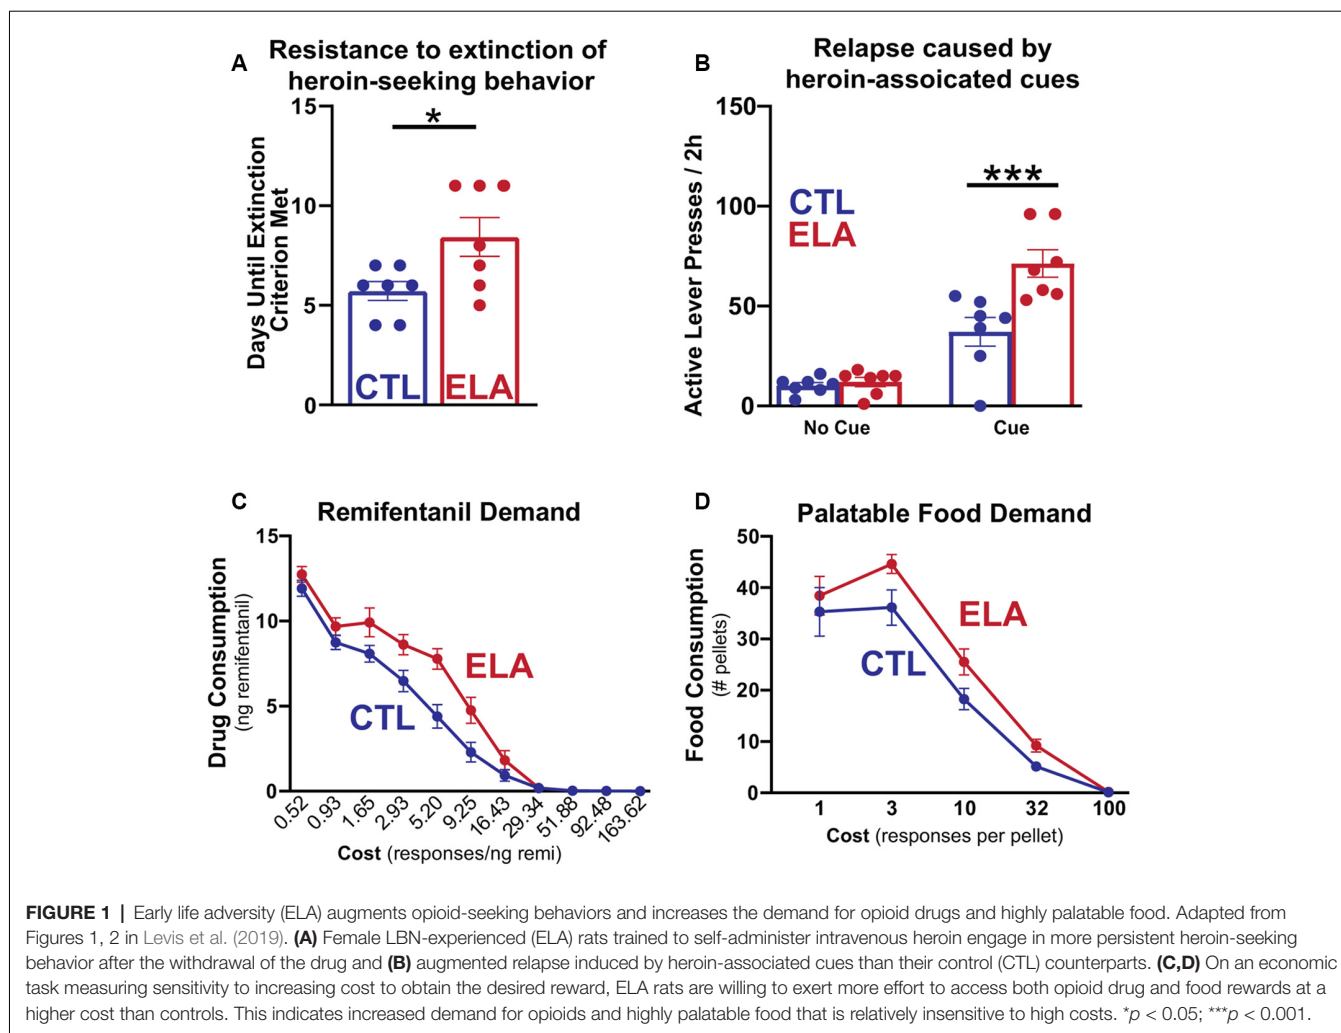 A
Resistance to extinction of
heroin-seeking behavior
Days Until Extinction
Criterion Met
15
10
5
0
*
CTL
ELA
B
Relapse caused by
heroin-assoicated cues
Active Lever Presses / 2h
150
100
50
0
CTL
ELA
***
No Cue
Cue
C
Remifentanil Demand
Drug Consumption
(ng remifentanil)
15
10
5
0
ELA
CTL
0.52 0.93 1.65 2.93 5.20 9.25 16.43 29.34 51.88 92.48 163.62
Cost (responses/ng remi)
D
Palatable Food Demand
Food Consumption
(# pellets)
50
40
30
20
10
0
ELA
CTL
1 3 10 32 100
Cost (responses per pellet)
FIGURE 1 | Early life adversity (ELA) augments opioid-seeking behaviors and increases the demand for opioid drugs and highly palatable food. Adapted from
Figures 1, 2 in Levis et al. (2019). (A) Female LBN-experienced (ELA) rats trained to self-administer intravenous heroin engage in more persistent heroin-seeking
behavior after the withdrawal of the drug and (B) augmented relapse induced by heroin-associated cues than their control (CTL) counterparts. (C,D) On an economic
task measuring sensitivity to increasing cost to obtain the desired reward, ELA rats are willing to exert more effort to access both opioid drug and food rewards at a
higher cost than controls. This indicates increased demand for opioids and highly palatable food that is relatively insensitive to high costs. *p < 0.05; ***p < 0.001.